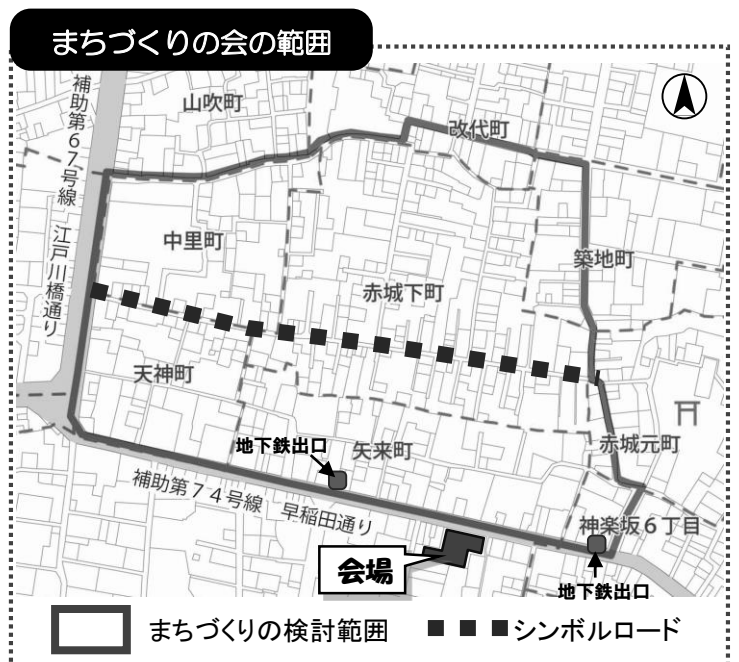 まちづくりの会の範囲
山吹町
改代町
補助第67号線 江戸川橋通り
中里町
築地町
赤城下町
天神町
赤城元町
地下鉄出口
矢来町
補助第74号線 早稲田通り
神楽坂6丁目
会場
地下鉄出口
まちづくりの検討範囲
シンボルロード